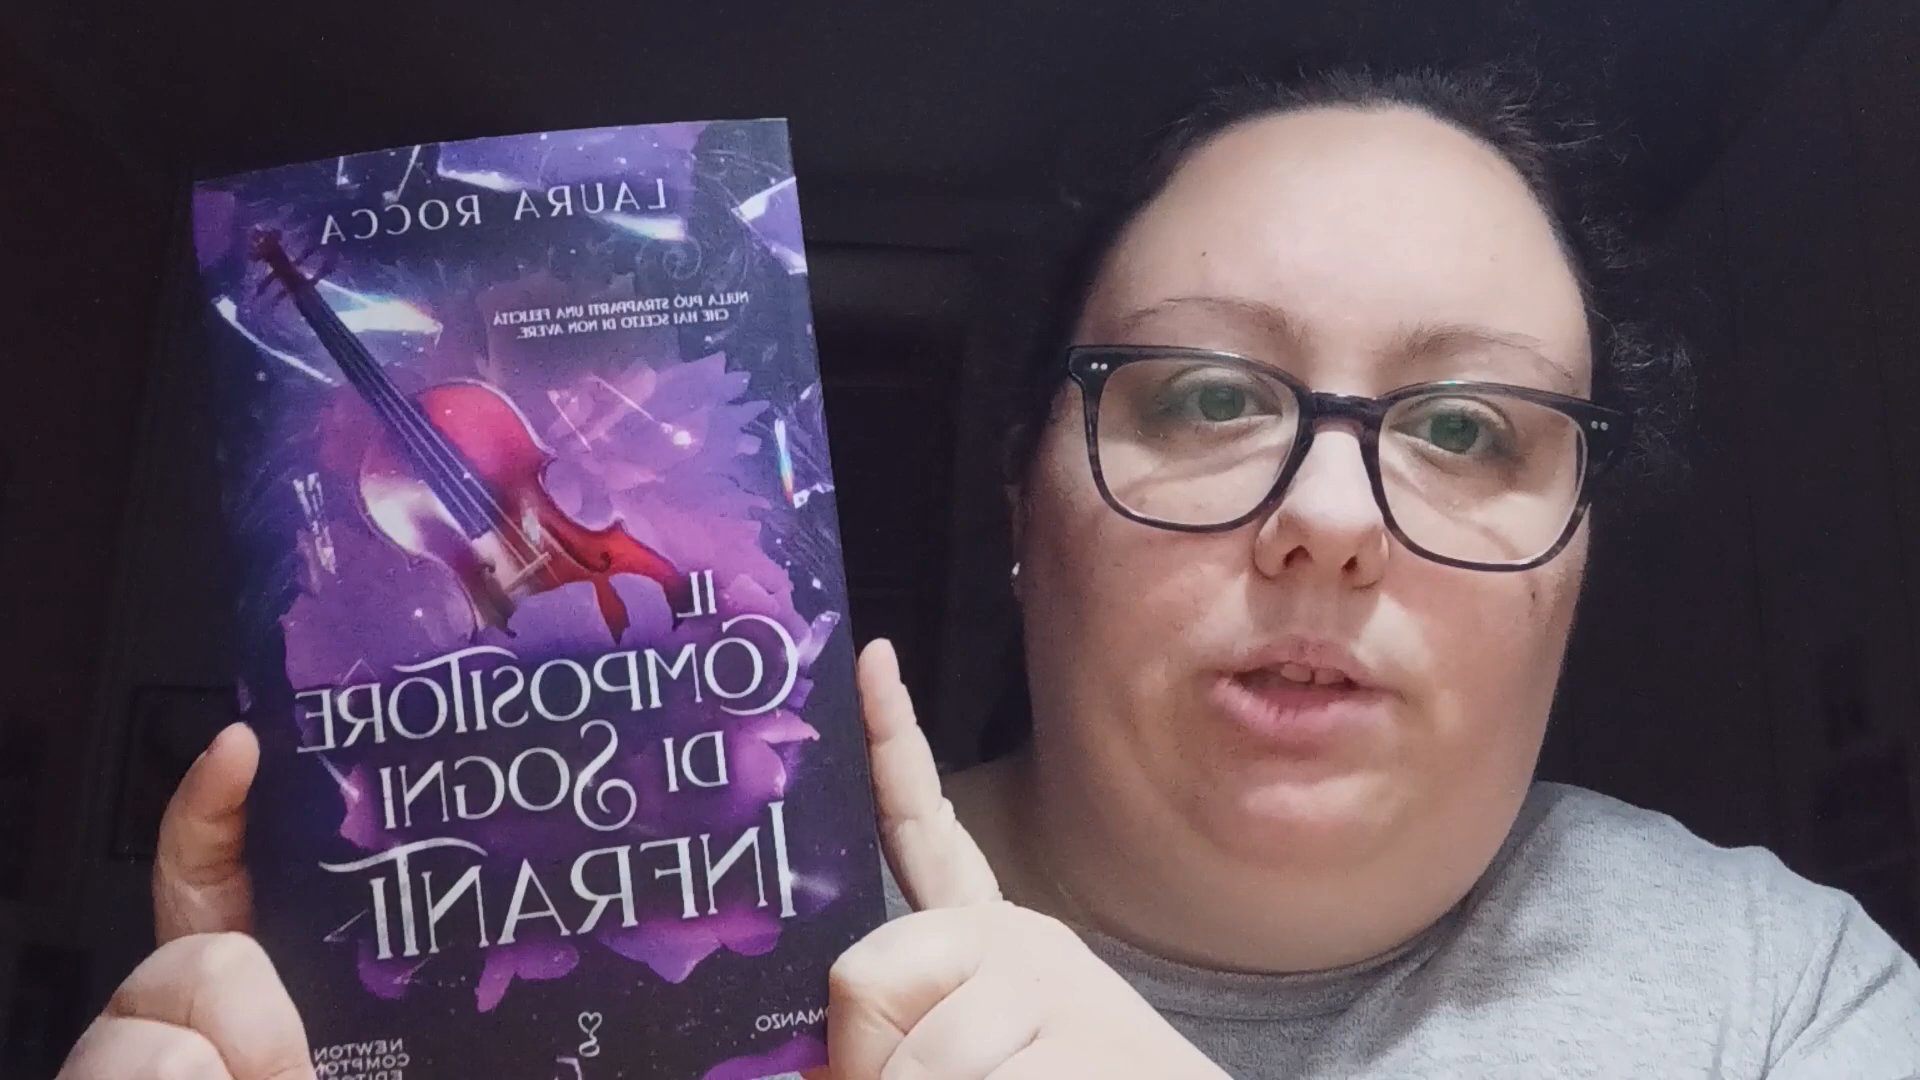 LAURA ROCCA
NULLA PUÒ STRAPPARTI UNA FELICITÀ
CHE HAI SCELTO DI NON AVERE.
IL
COMPOSITORE
DI SOGNI
INFRANTI
NEWTON
COMPTON